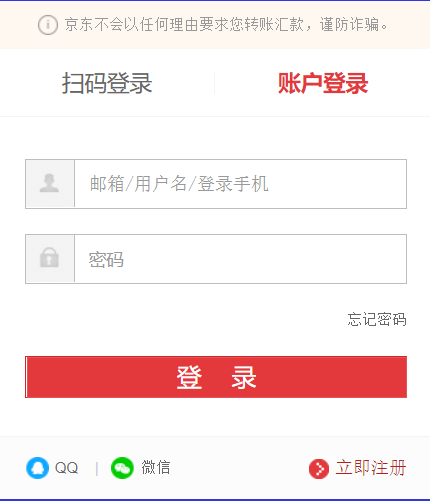 京东不会以任何理由要求您转账汇款，谨防诈骗。
扫码登录 账户登录
邮箱/用户名/登录手机
密码
忘记密码
登 录
QQ | 微信 立即注册